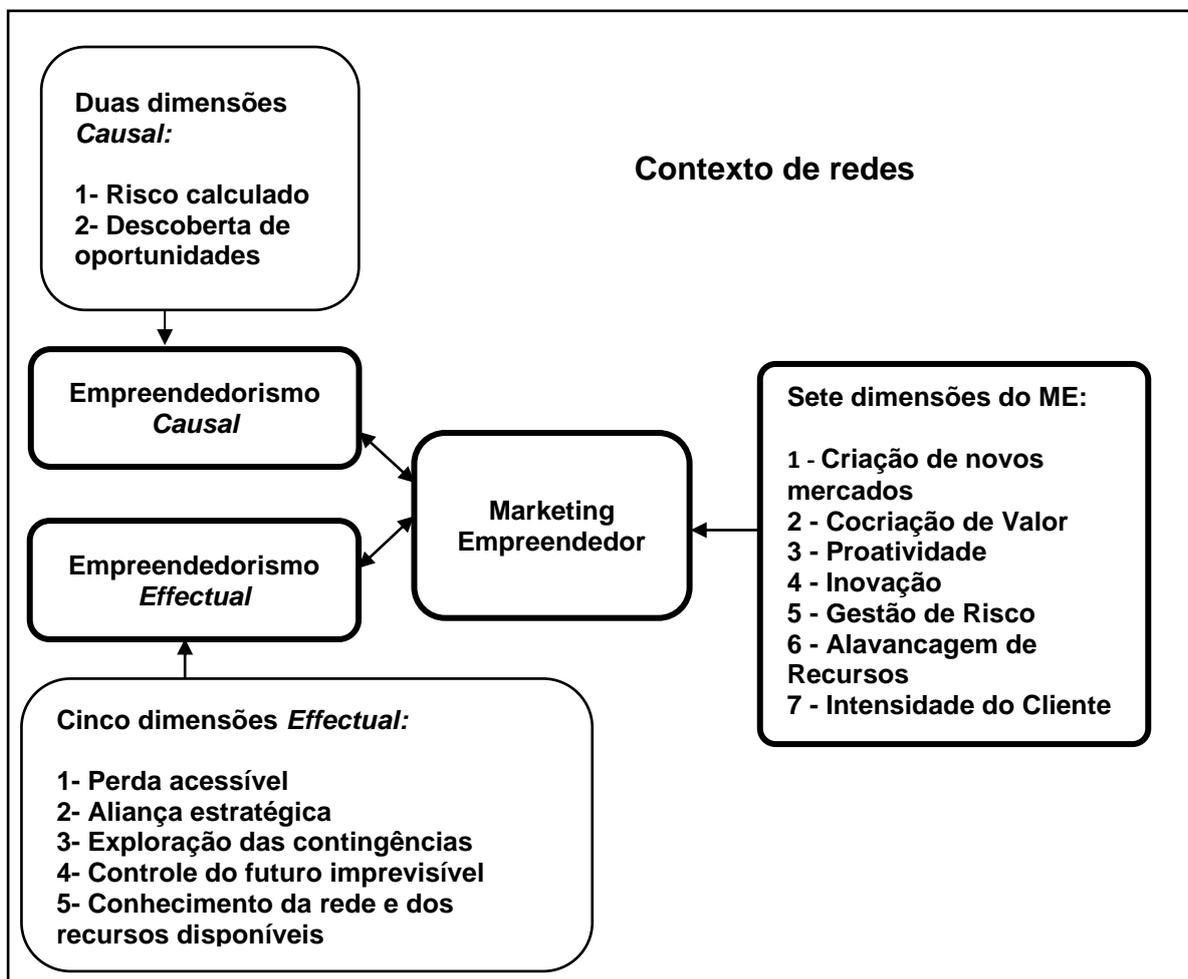 Duas dimensões
Causal:
1- Risco calculado
2- Descoberta de
oportunidades
Contexto de redes
Empreendedorismo
Causal
Empreendedorismo
Effectual
Marketing
Empreendedor
Sete dimensões do ME:
1 - Criação de novos
mercados
2 - Cocriação de Valor
3 - Proatividade
4 - Inovação
5 - Gestão de Risco
6 - Alavancagem de
Recursos
7 - Intensidade do Cliente
Cinco dimensões Effectual:
1- Perda acessível
2- Aliança estratégica
3- Exploração das contingências
4- Controle do futuro imprevisível
5- Conhecimento da rede e dos
recursos disponíveis